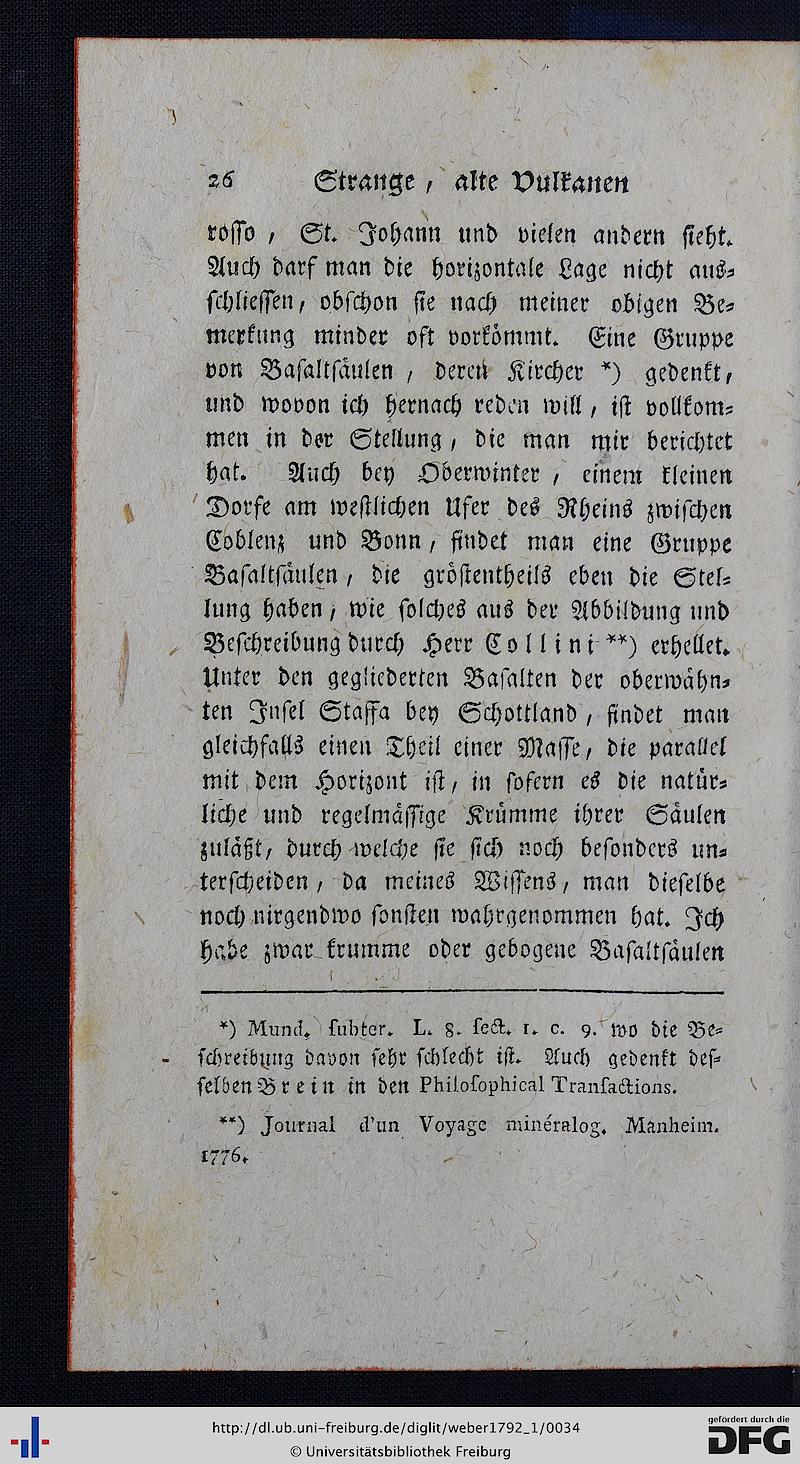 26 Strange, alte Vulkanen
rosso, St. Johann und vielen andern sieht.
Auch darf man die horizontale Lage nicht aus⸗
schliessen, obschon sie nach meiner obigen Be⸗
merkung minder oft vorkömmt. Eine Gruppe
von Basaltsäulen, deren Kircher *) gedenkt,
und wovon ich hernach reden will, ist vollkom⸗
men in der Stellung, die man mir berichtet
hat. Auch bey Oberwinter, einem kleinen
Dorfe am westlichen Ufer des Rheins zwischen
Coblenz und Bonn, findet man eine Gruppe
Basaltsäulen, die gröstentheils eben die Stel⸗
lung haben, wie solches aus der Abbildung und
Beschreibung durch Herr Collini **) erhellet.
Unter den gegliederten Basalten der oberwähn⸗
ten Insel Staffa bey Schottland, findet man
gleichfalls einen Theil einer Masse, die parallel
mit dem Horizont ist, in sofern es die natür⸗
liche und regelmässige Krümme ihrer Säulen
zuläßt, durch welche sie sich noch besonders un⸗
terscheiden, da meines Wissens, man dieselbe
noch nirgendwo sonsten wahrgenommen hat. Ich
habe zwar krumme oder gebogene Basaltsäulen
*) Mund. subter. L. 8. sect. 1. c. 9. wo die Be⸗
schreibung davon sehr schlecht ist. Auch gedenkt des⸗
selben Brein in den Philosophical Transactions.
**) Journal d'un Voyage minéralog. Manheim.
1776.
http://dl.ub.uni-freiburg.de/diglit/weber1792_1/0034
© Universitätsbibliothek Freiburg
gefördert durch die
DFG